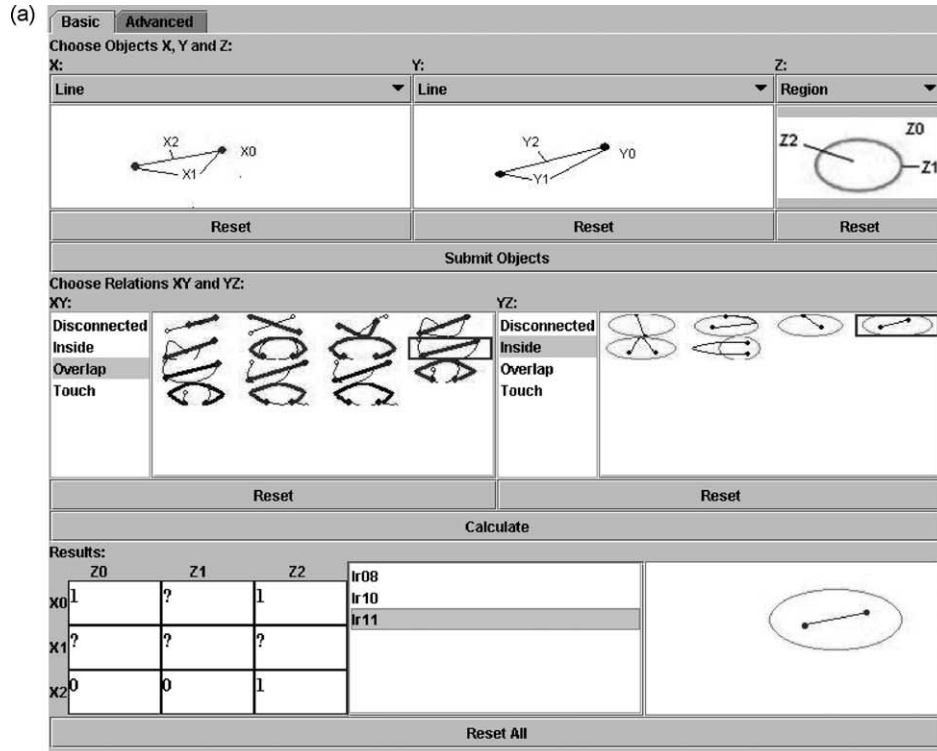 (a)
Basic Advanced
Choose Objects X, Y and Z:
X: Y: Z:
Line Line Region
X2 X0 X1
Y2 Y0 Y1
Z2 Z0 Z1
Reset Reset Reset
Submit Objects
Choose Relations XY and YZ:
XY: YZ:
Disconnected Disconnected
Inside Inside
Overlap Overlap
Touch Touch
Reset Reset
Calculate
Results:
Z0 Z1 Z2
X0 1 ? 1
X1 ? ? ?
X2 0 0 1
lr08
lr10
lr11
Reset All